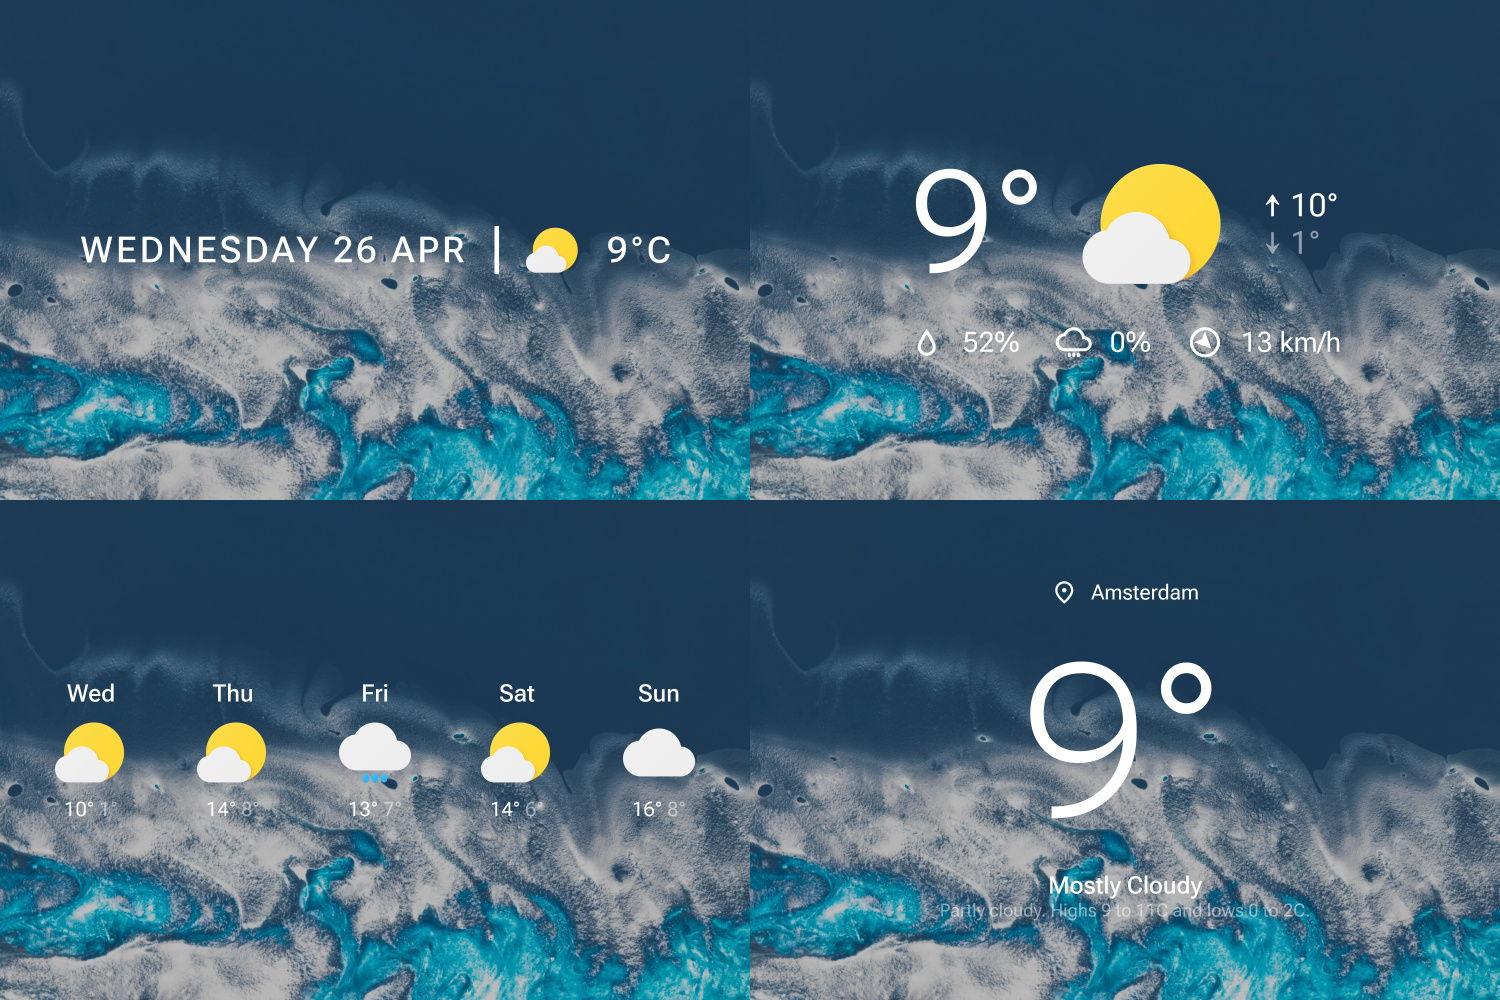 WEDNESDAY 26 APR | 9°C
9° ↑ 10°
↓ 1°
52% 0% 13 km/h
Wed Thu Fri Sat Sun
10° 1° 14° 8° 13° 7° 14° 6° 16° 8°
Amsterdam
9°
Mostly Cloudy
Partly cloudy. Highs 9 to 11C and lows 0 to 2C.